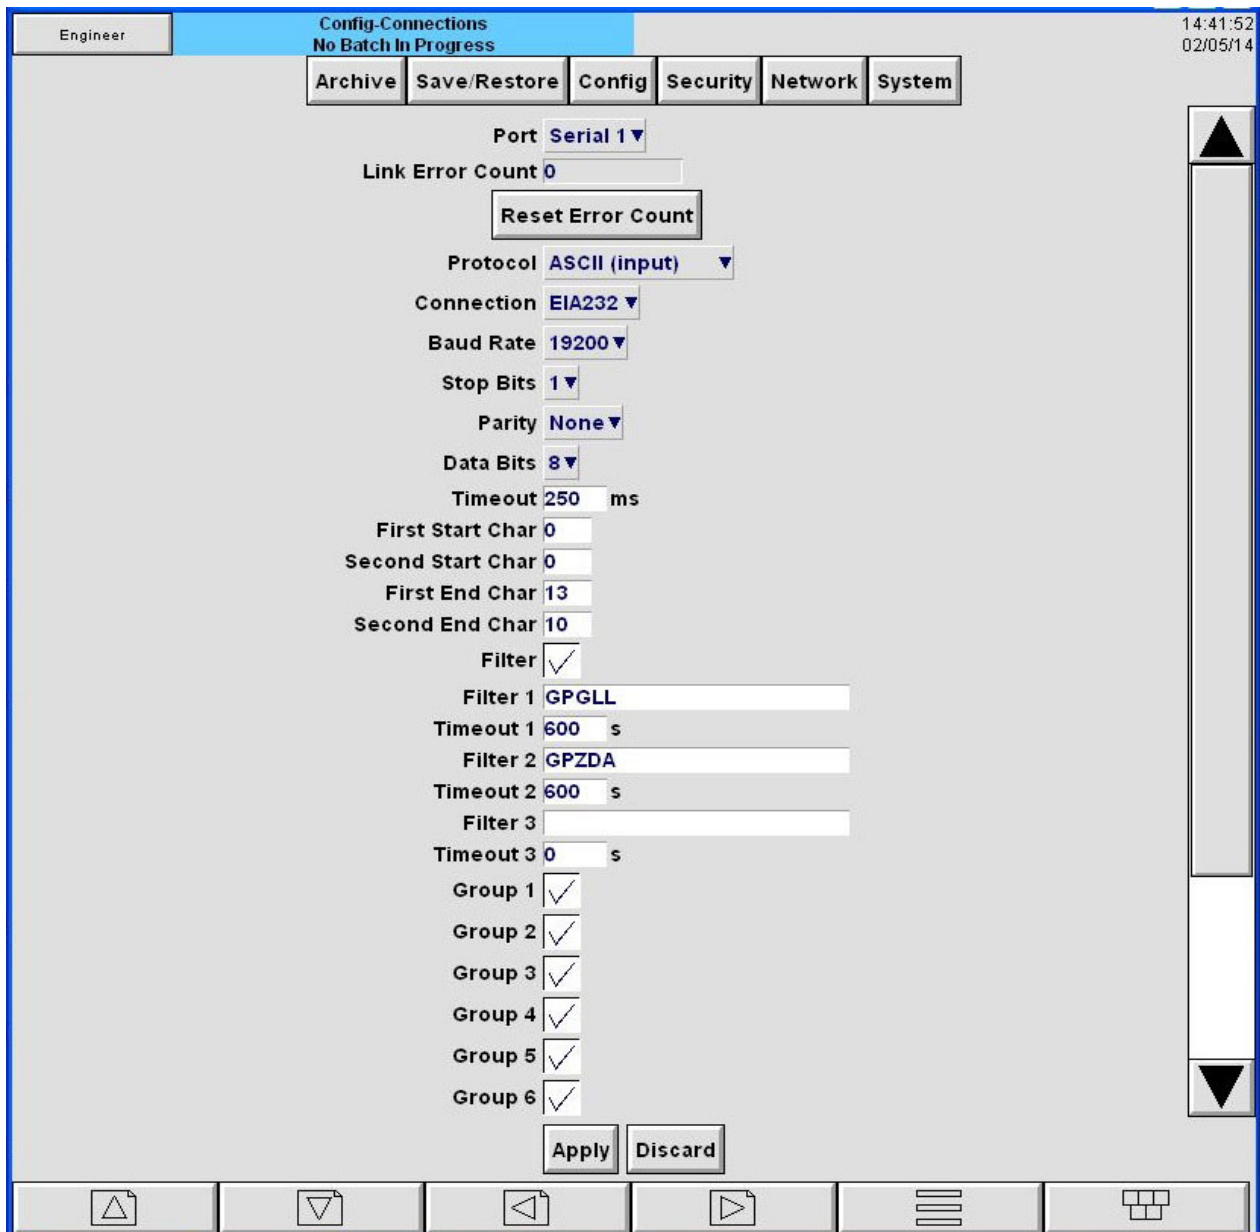 Engineer
Config-Connections
No Batch In Progress
14:41:52
02/05/14
Archive Save/Restore Config Security Network System
Port Serial 1
Link Error Count 0
Reset Error Count
Protocol ASCII (input)
Connection EIA232
Baud Rate 19200
Stop Bits 1
Parity None
Data Bits 8
Timeout 250 ms
First Start Char 0
Second Start Char 0
First End Char 13
Second End Char 10
Filter
Filter 1 GPGLL
Timeout 1 600 s
Filter 2 GPZDA
Timeout 2 600 s
Filter 3
Timeout 3 0 s
Group 1
Group 2
Group 3
Group 4
Group 5
Group 6
Apply Discard